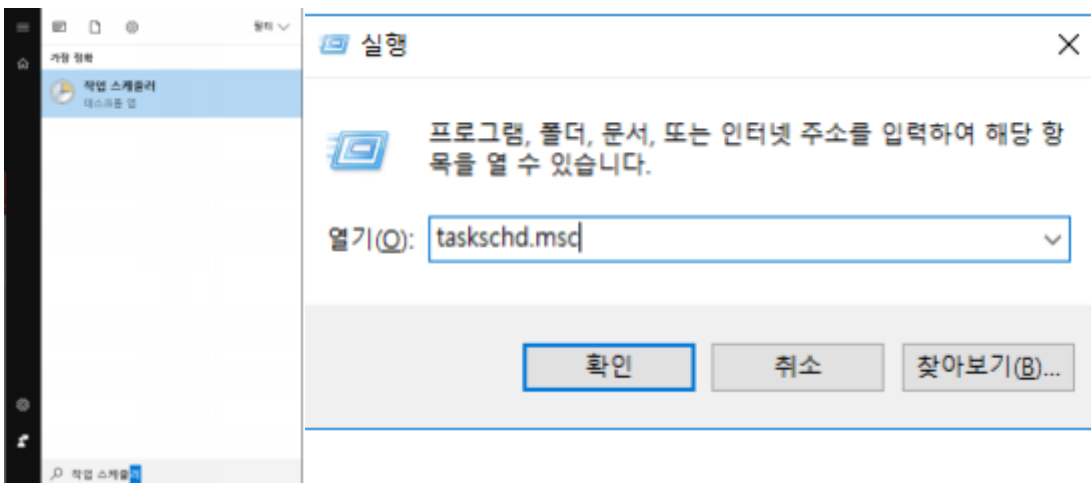 필터
가장 정확
작업 스케줄러
데스크톱 앱
작업 스케줄러
실행
프로그램, 폴더, 문서, 또는 인터넷 주소를 입력하여 해당 항
목을 열 수 있습니다.
열기(O): taskschd.msc
확인 취소 찾아보기(B)...